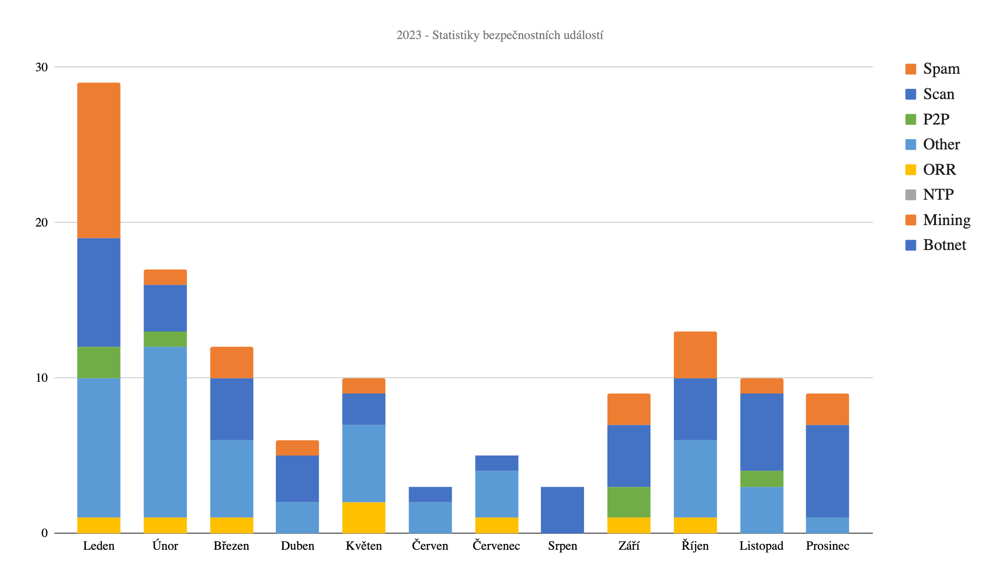 2023 - Statistiky bezpečnostních událostí
30
20
10
0
Leden Únor Březen Duben Květen Červen Červenec Srpen Září Říjen Listopad Prosinec
Spam
Scan
P2P
Other
ORR
NTP
Mining
Botnet